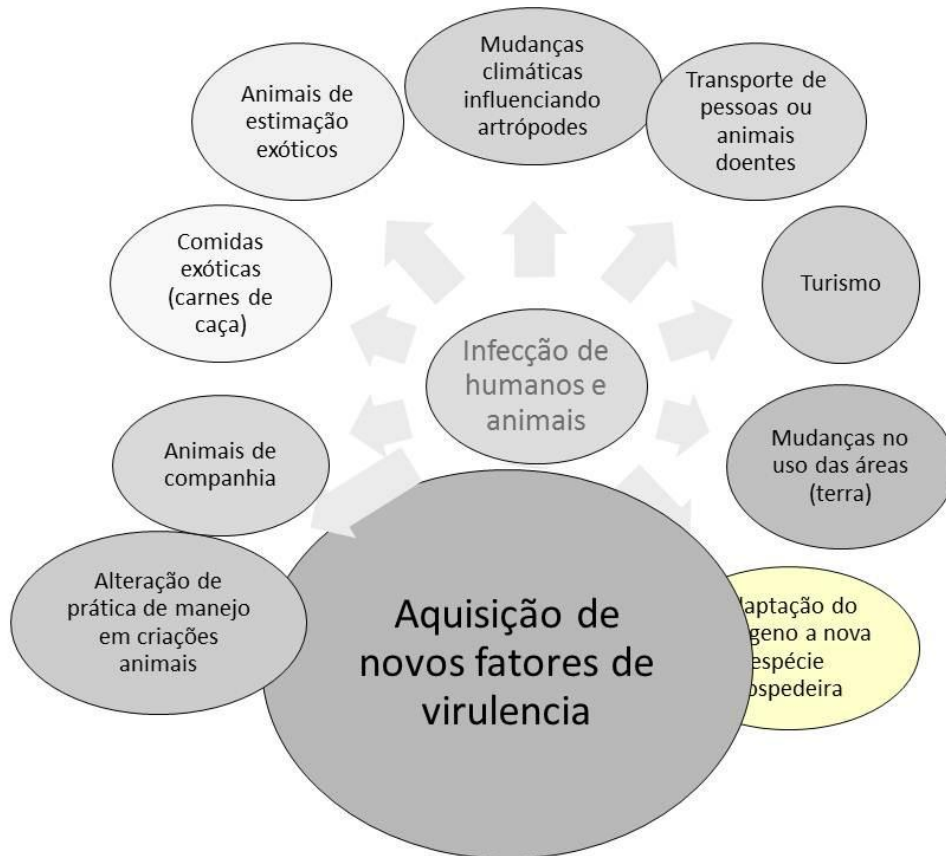 Mudanças
climáticas
influenciando
artrópodes
Animais de
estimação
exóticos
Transporte de
pessoas ou
animais
doentes
Comidas
exóticas
(carnes de
caça)
Turismo
Infecção de
humanos e
animais
Animais de
companhia
Mudanças no
uso das áreas
(terra)
Alteração de
prática de manejo
em criações
animais
Aquisição de
novos fatores de
virulencia
do
a nova
espécie